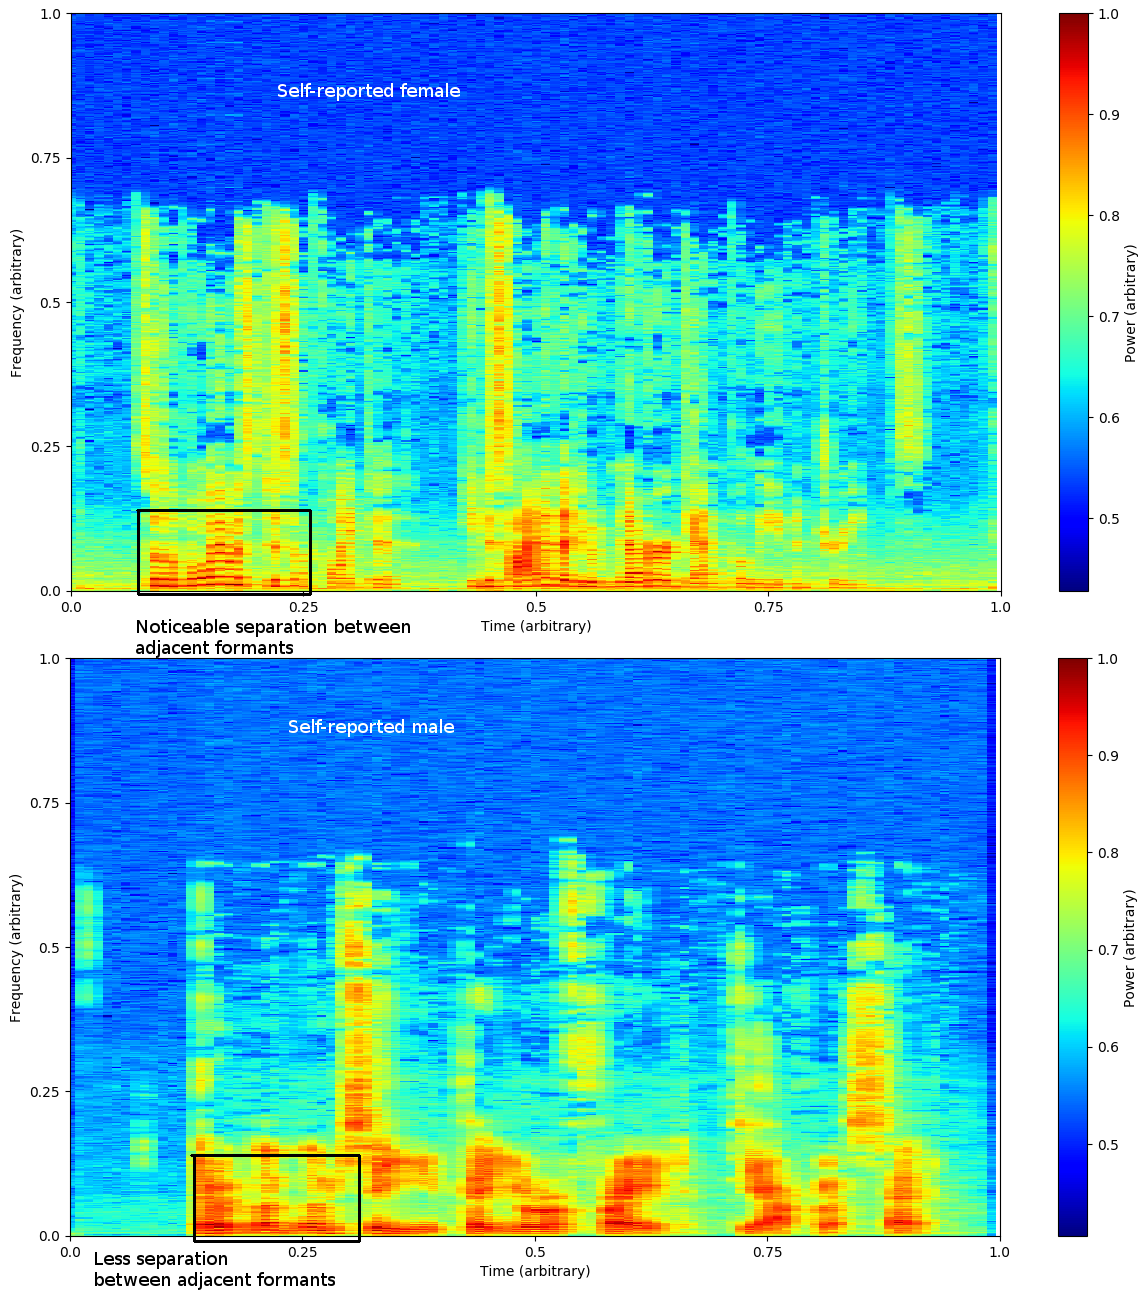 1.0
0.75
0.5
0.25
0.0
Frequency (arbitrary)
Self-reported female
0.0
0.25
0.5
0.75
1.0
Time (arbitrary)
1.0
0.9
0.8
0.7
0.6
0.5
Power (arbitrary)
Noticeable separation between
adjacent formants
1.0
0.75
0.5
0.25
0.0
Frequency (arbitrary)
Self-reported male
0.0
0.25
0.5
0.75
1.0
Time (arbitrary)
1.0
0.9
0.8
0.7
0.6
0.5
Power (arbitrary)
Less separation
between adjacent formants